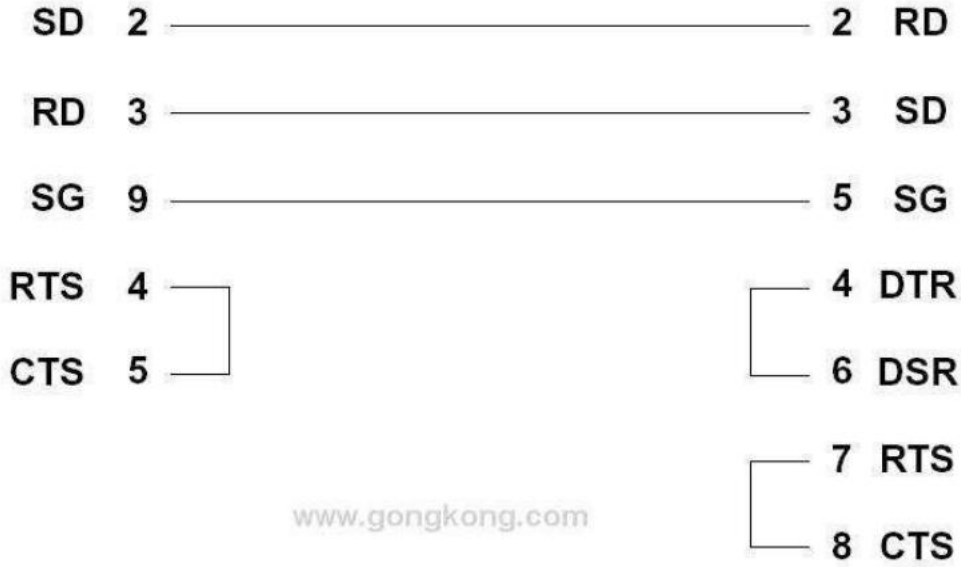 SD 2 2 RD
RD 3 3 SD
SG 9 5 SG
RTS 4 4 DTR
CTS 5 6 DSR
7 RTS
www.gongkong.com
8 CTS